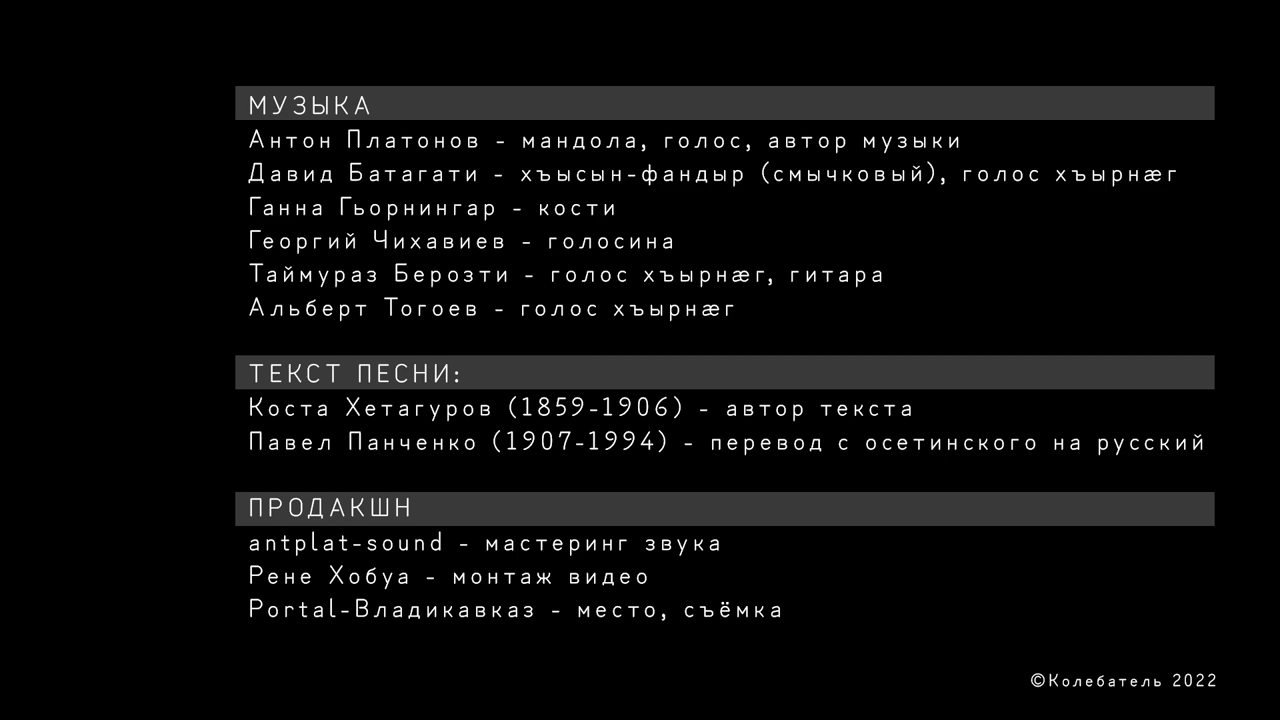 МУЗЫКА
Антон Платонов - мандола, голос, автор музыки
Давид Батагати - хъысын-фандыр (смычковый), голос хъырнæг
Ганна Гьорнингар - кости
Георгий Чихавиев - голосина
Таймураз Берозти - голос хъырнæг, гитара
Альберт Тогоев - голос хъырнæг
ТЕКСТ ПЕСНИ:
Коста Хетагуров (1859-1906) - автор текста
Павел Панченко (1907-1994) - перевод с осетинского на русский
ПРОДАКШН
antplat-sound - мастеринг звука
Рене Хобуа - монтаж видео
Portal-Владикавказ - место, съёмка
©Колебатель 2022